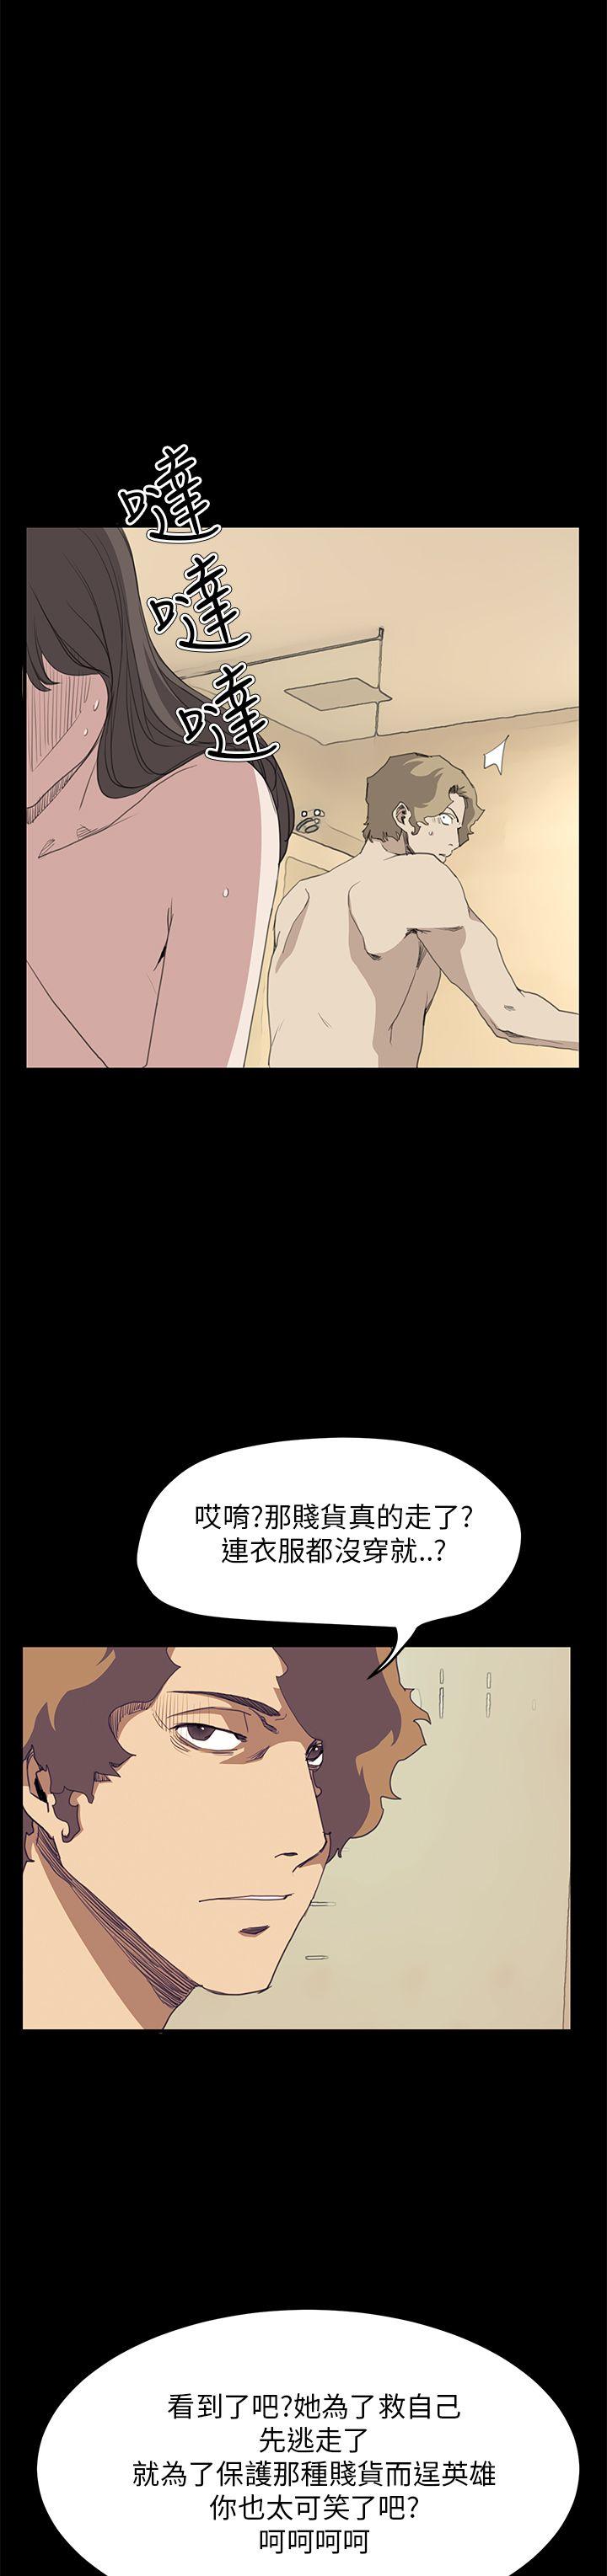 噠
噠
噠
哎唷?那賤貨真的走了?
連衣服都沒穿就..?
看到了吧?她為了救自己
先逃走了
就為了保護那種賤貨而逞英雄
你也太可笑了吧?
呵呵呵呵